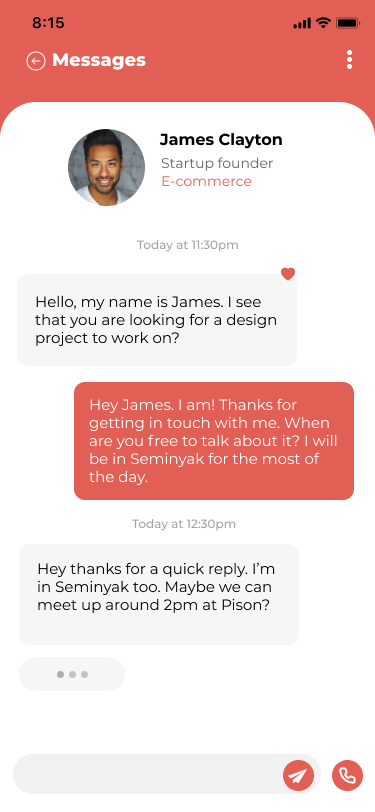 8:15
Messages
James Clayton
Startup founder
E-commerce
Today at 11:30pm
Hello, my name is James. I see
that you are looking for a design
project to work on?
Hey James. I am! Thanks for
getting in touch with me. When
are you free to talk about it? I will
be in Seminyak for the most of
the day.
Today at 12:30pm
Hey thanks for a quick reply. I’m
in Seminyak too. Maybe we can
meet up around 2pm at Pison?